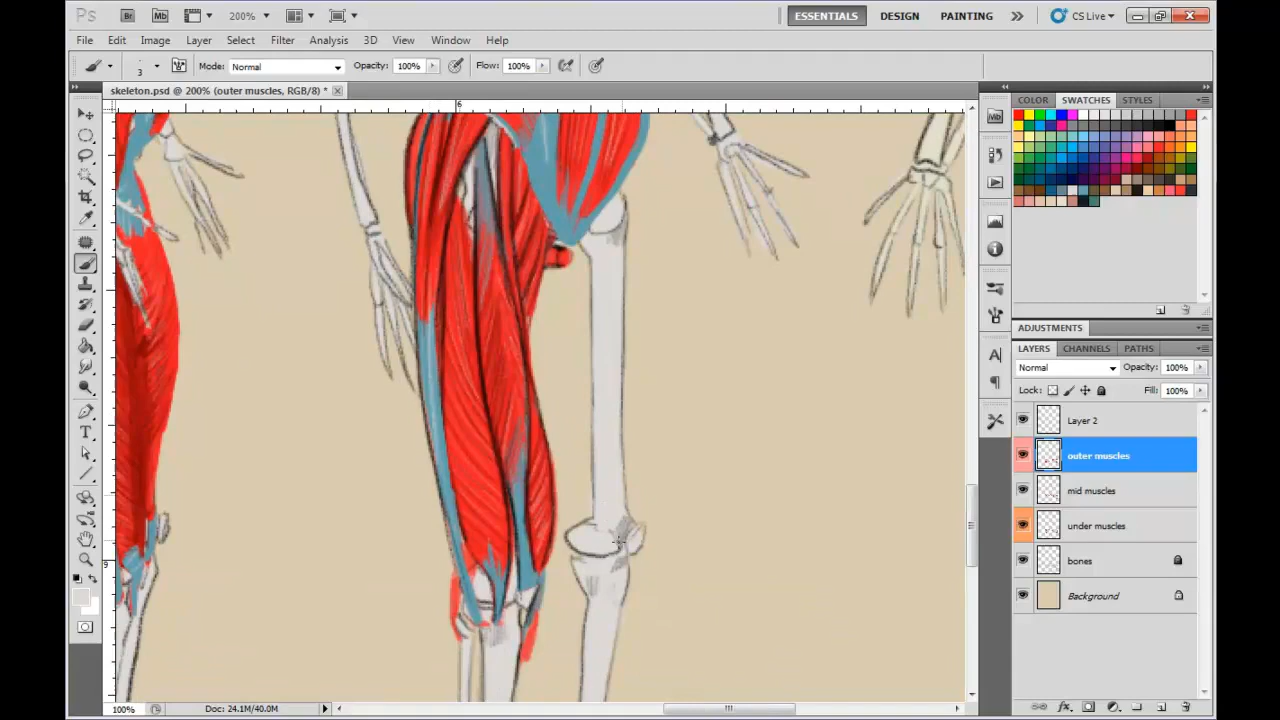 Ps Br Mb 200% ESSENTIALS DESIGN PAINTING CS Live
File Edit Image Layer Select Filter Analysis 3D View Window Help
3 Mode: Normal Opacity: 100% Flow: 100%
skeleton.psd @ 200% (outer muscles, RGB/8) *
COLOR SWATCHES STYLES
6
9
ADJUSTMENTS
LAYERS CHANNELS PATHS
Normal Opacity: 100%
Lock: Fill: 100%
Layer 2
outer muscles
mid muscles
under muscles
bones
Background
100% Doc: 24.1M/40.0M